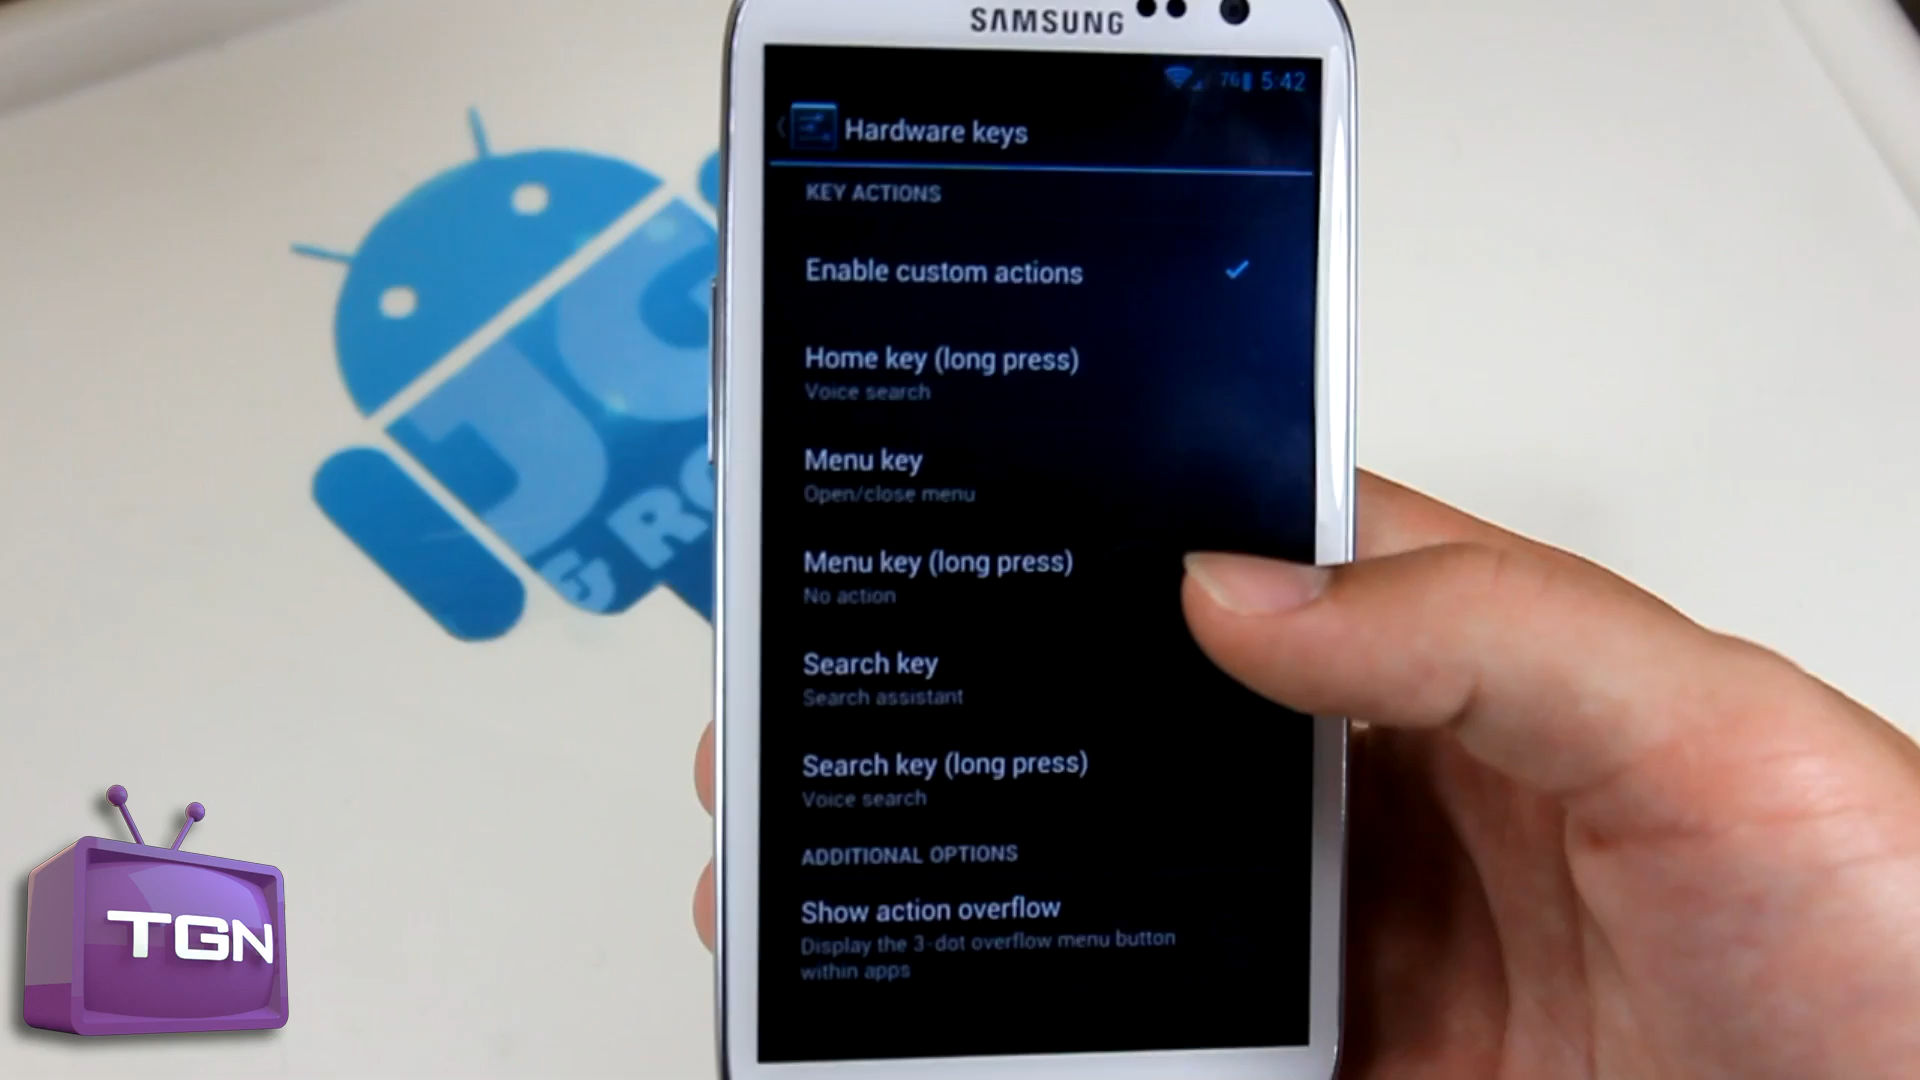 SAMSUNG
76 5:42
Hardware keys
KEY ACTIONS
Enable custom actions
Home key (long press)
Voice search
Menu key
Open/close menu
Menu key (long press)
No action
Search key
Search assistant
Search key (long press)
Voice search
ADDITIONAL OPTIONS
Show action overflow
Display the 3-dot overflow menu button
within apps
TGN